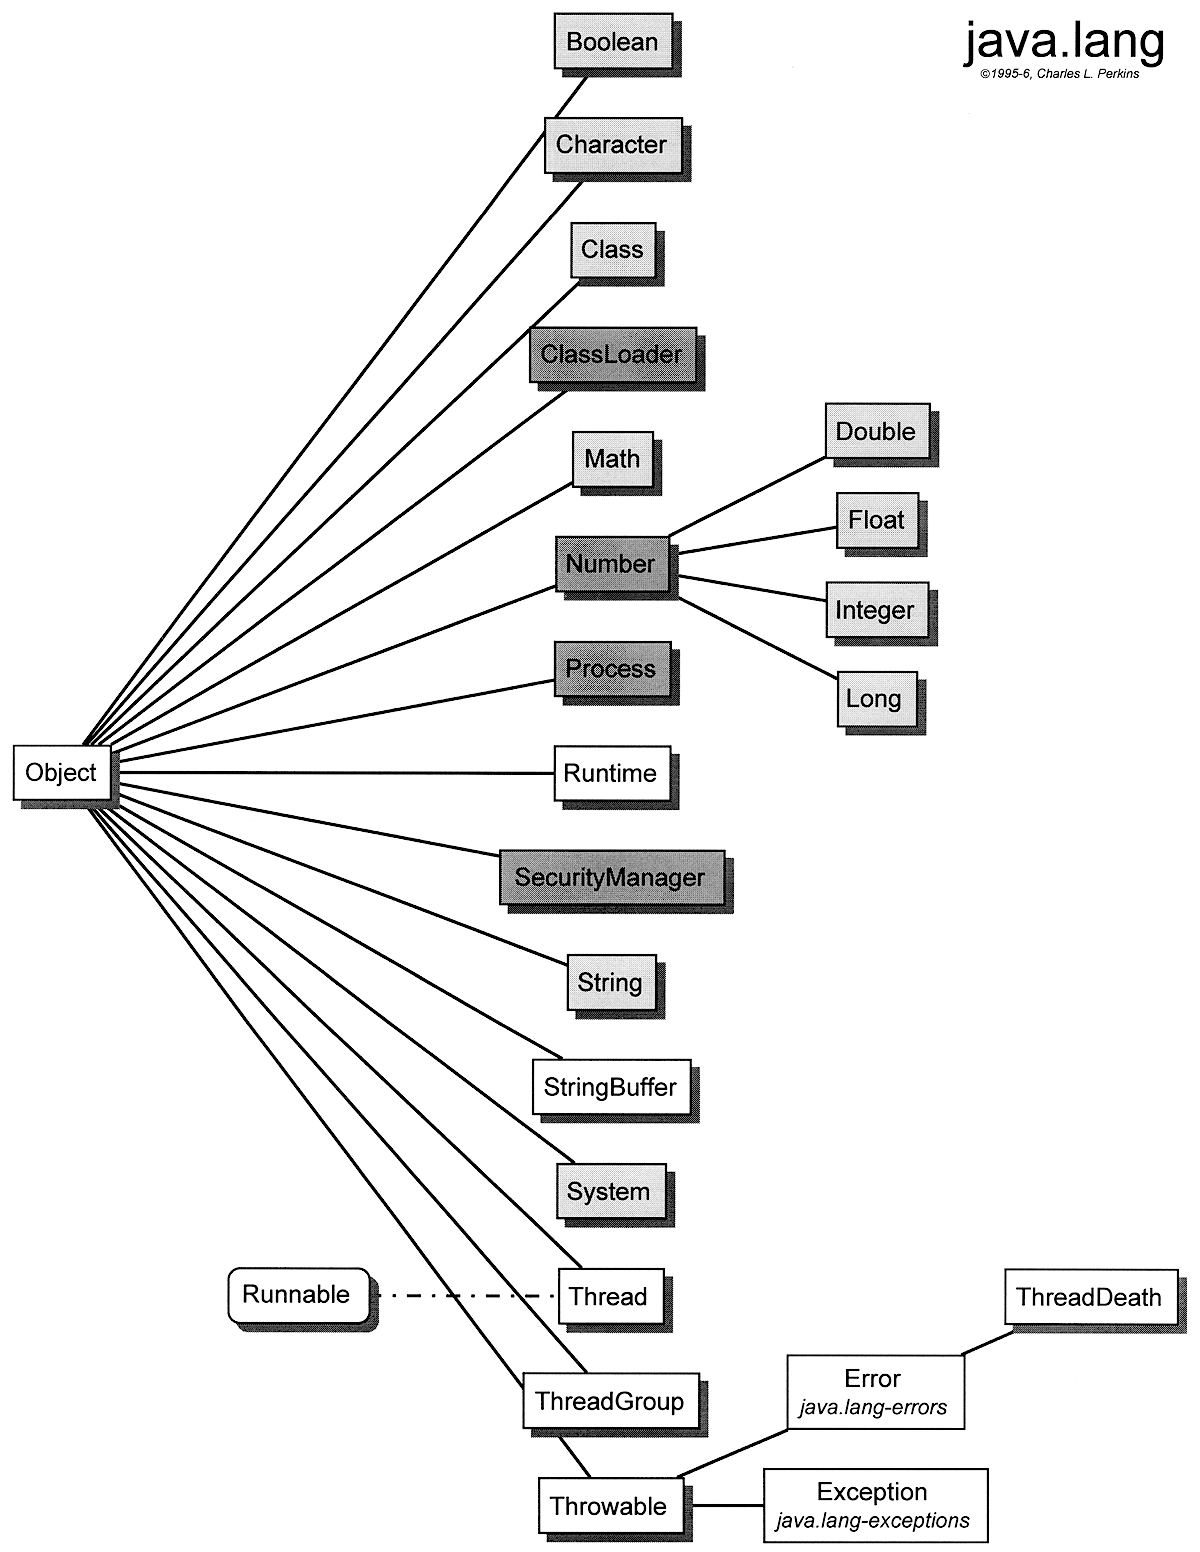 java.lang
©1995-6, Charles L. Perkins
Boolean
Character
Class
ClassLoader
Math
Number
Double
Float
Integer
Long
Process
Object
Runtime
SecurityManager
String
StringBuffer
System
Runnable
Thread
ThreadDeath
ThreadGroup
Error
java.lang-errors
Throwable
Exception
java.lang-exceptions